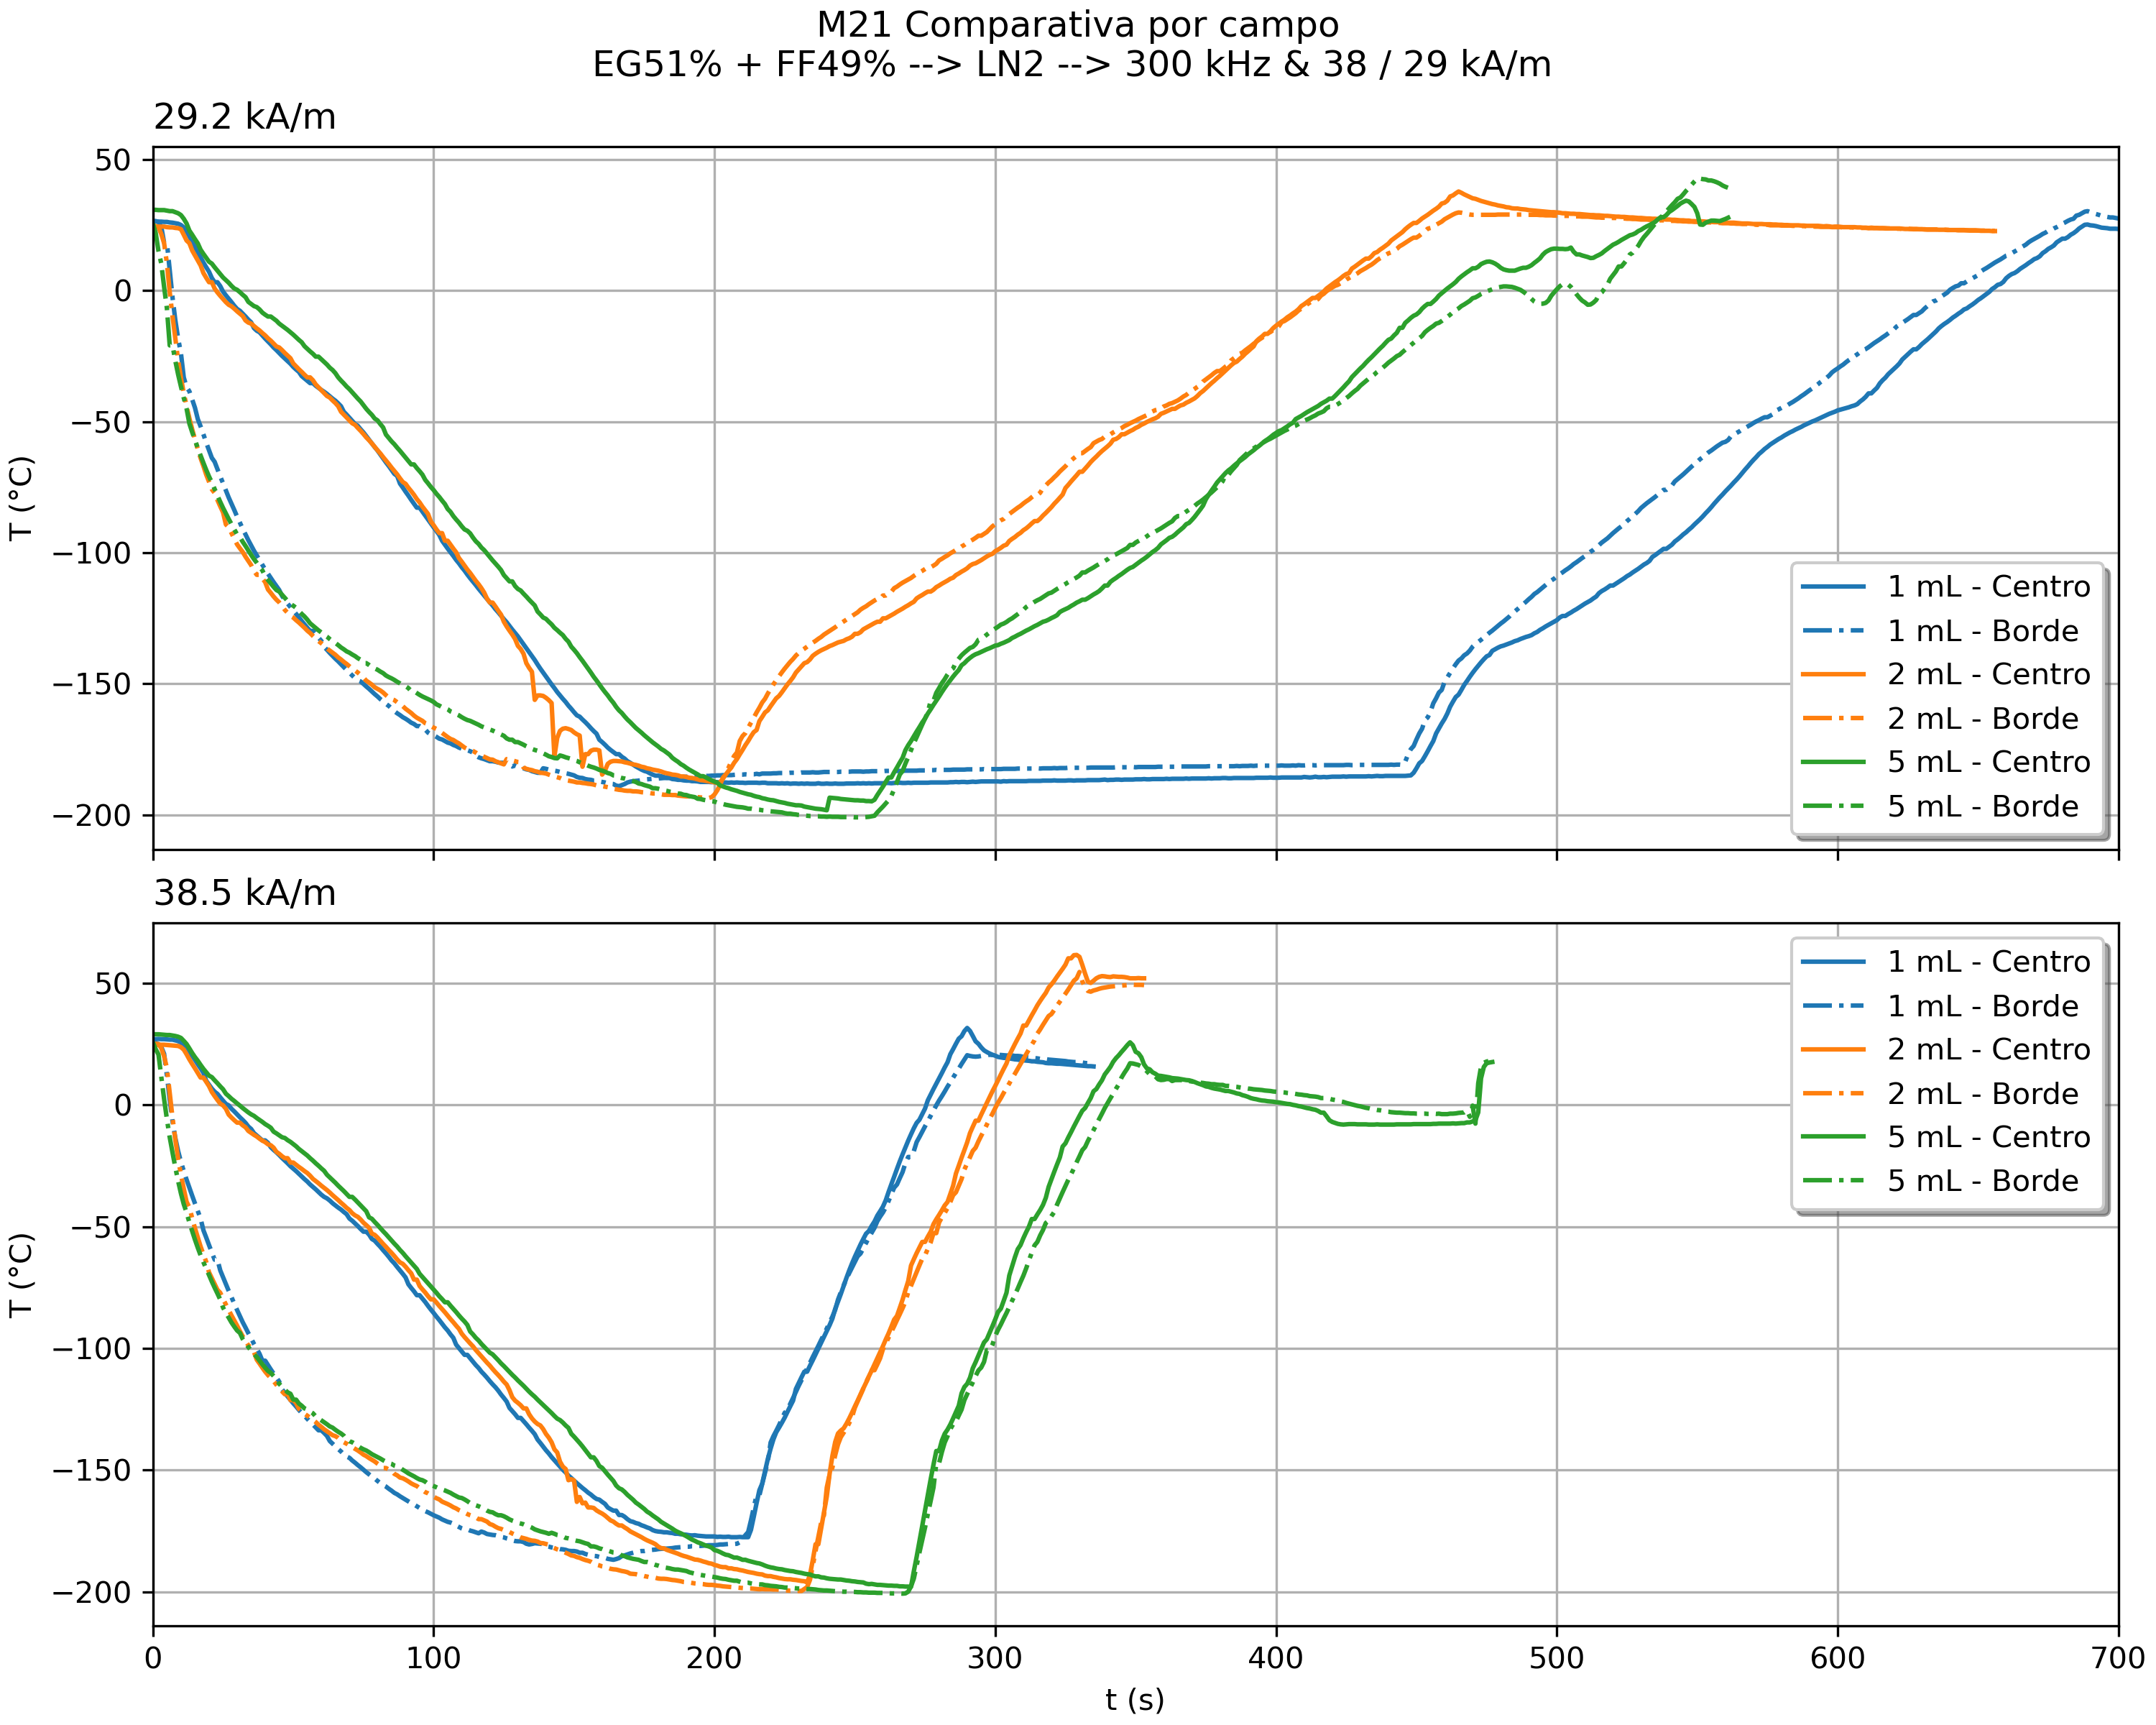 M21 Comparativa por campo
EG51% + FF49% --> LN2 --> 300 kHz & 38 / 29 kA/m
29.2 kA/m
50
0
−50
−100
−150
−200
T (°C)
1 mL - Centro
1 mL - Borde
2 mL - Centro
2 mL - Borde
5 mL - Centro
5 mL - Borde
38.5 kA/m
50
0
−50
−100
−150
−200
T (°C)
1 mL - Centro
1 mL - Borde
2 mL - Centro
2 mL - Borde
5 mL - Centro
5 mL - Borde
0 100 200 300 400 500 600 700
t (s)